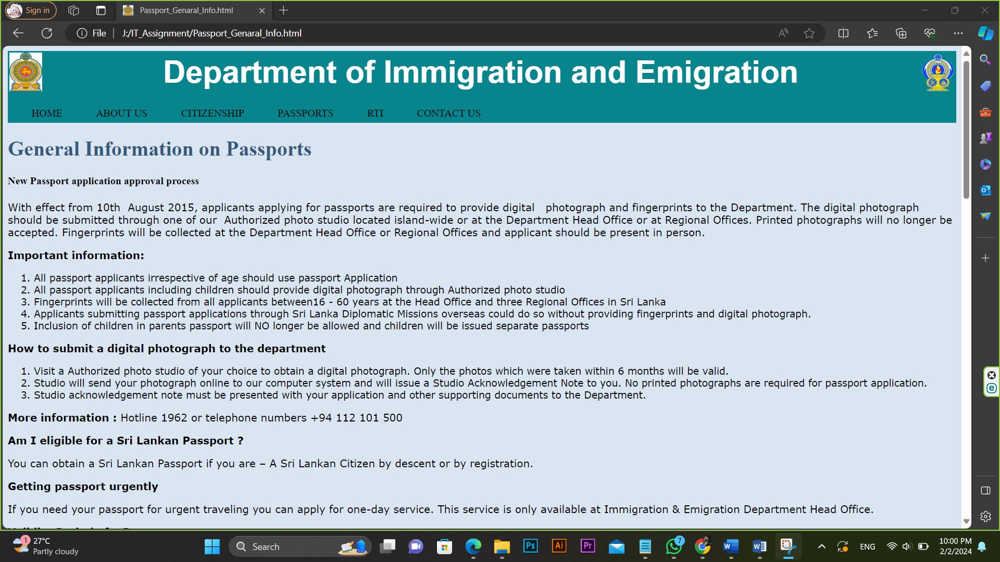 Sign in
Passport_Genaral_Info.html
File
J:/IT_Assignment/Passport_Genaral_Info.html
Department of Immigration and Emigration
HOME ABOUT US CITIZENSHIP PASSPORTS RTI CONTACT US
General Information on Passports
New Passport application approval process
With effect from 10th August 2015, applicants applying for passports are required to provide digital photograph and fingerprints to the Department. The digital photograph
should be submitted through one of our Authorized photo studio located island-wide or at the Department Head Office or at Regional Offices. Printed photographs will no longer be
accepted. Fingerprints will be collected at the Department Head Office or Regional Offices and applicant should be present in person.
Important information:
1. All passport applicants irrespective of age should use passport Application
2. All passport applicants including children should provide digital photograph through Authorized photo studio
3. Fingerprints will be collected from all applicants between16 - 60 years at the Head Office and three Regional Offices in Sri Lanka
4. Applicants submitting passport applications through Sri Lanka Diplomatic Missions overseas could do so without providing fingerprints and digital photograph.
5. Inclusion of children in parents passport will NO longer be allowed and children will be issued separate passports
How to submit a digital photograph to the department
1. Visit a Authorized photo studio of your choice to obtain a digital photograph. Only the photos which were taken within 6 months will be valid.
2. Studio will send your photograph online to our computer system and will issue a Studio Acknowledgement Note to you. No printed photographs are required for passport application.
3. Studio acknowledgement note must be presented with your application and other supporting documents to the Department.
More information : Hotline 1962 or telephone numbers +94 112 101 500
Am I eligible for a Sri Lankan Passport ?
You can obtain a Sri Lankan Passport if you are – A Sri Lankan Citizen by descent or by registration.
Getting passport urgently
If you need your passport for urgent traveling you can apply for one-day service. This service is only available at Immigration & Emigration Department Head Office.
1
27°C
Partly cloudy
Search
Ps
Ai
Pr
7
ENG
10:00 PM
2/2/2024